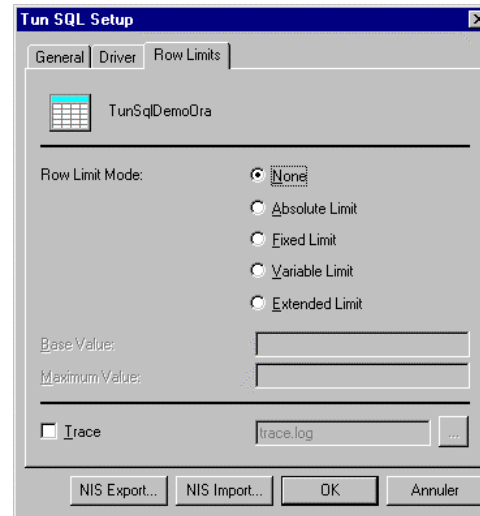 Tun SQL Setup
General Driver Row Limits
TunSqlDemoOra
Row Limit Mode: None
Absolute Limit
Fixed Limit
Variable Limit
Extended Limit
Base Value:
Maximum Value:
Trace trace.log ...
NIS Export... NIS Import... OK Annuler